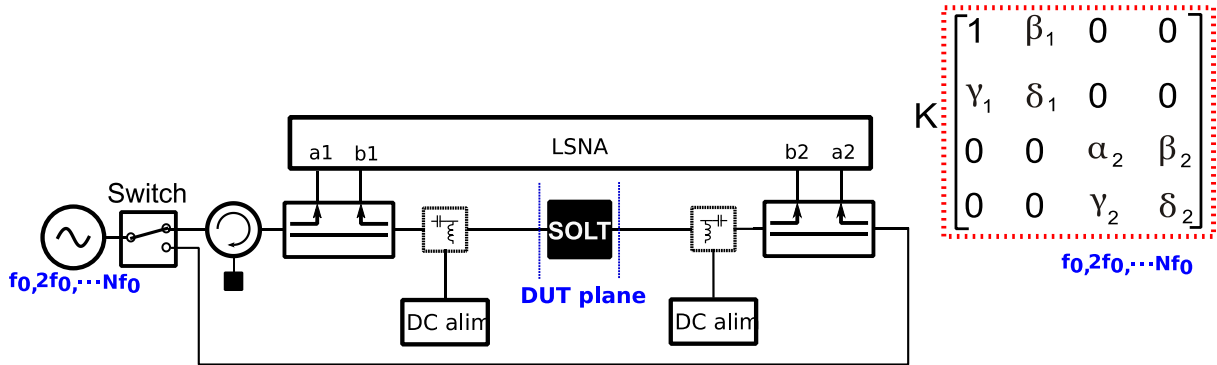 LSNA
a1 b1 b2 a2
Switch
SOLT
f0,2f0,···Nf0
DUT plane
DC alim DC alim
K
1 β1 0 0
γ1 δ1 0 0
0 0 α2 β2
0 0 γ2 δ2
f0,2f0,···Nf0